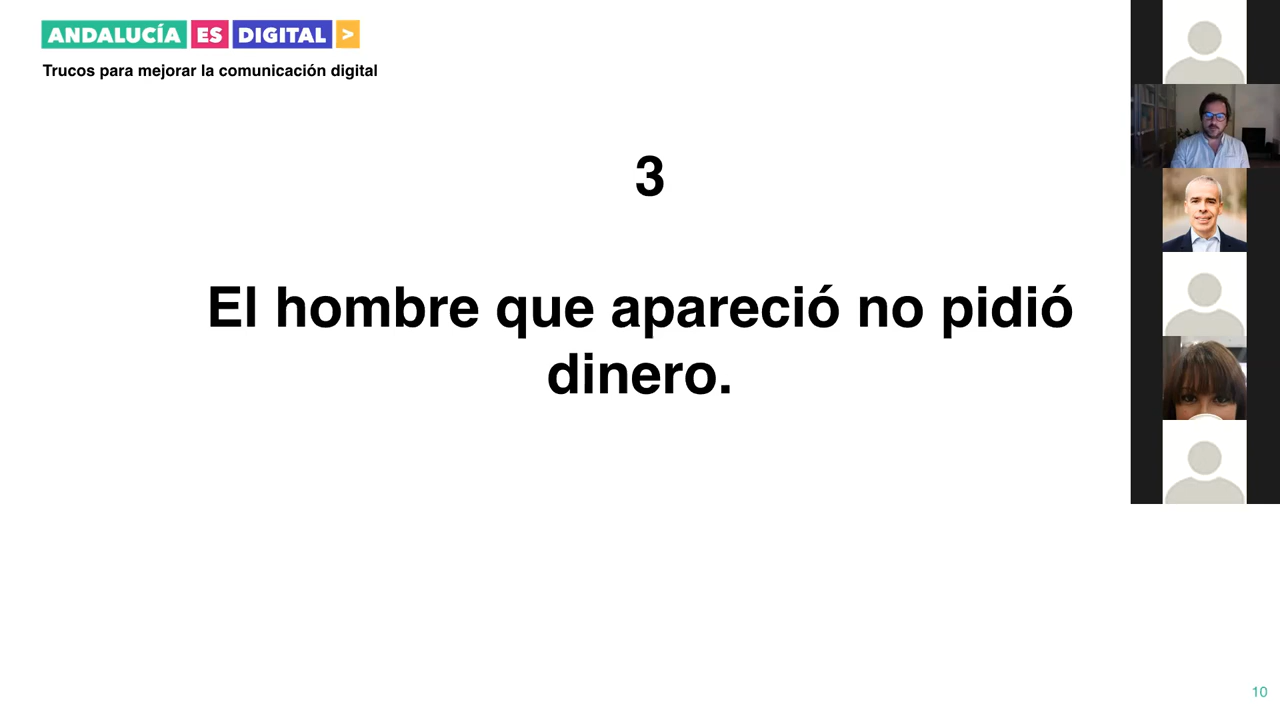 ANDALUCÍA ES DIGITAL >
Trucos para mejorar la comunicación digital
3
El hombre que apareció no pidió
dinero.
10